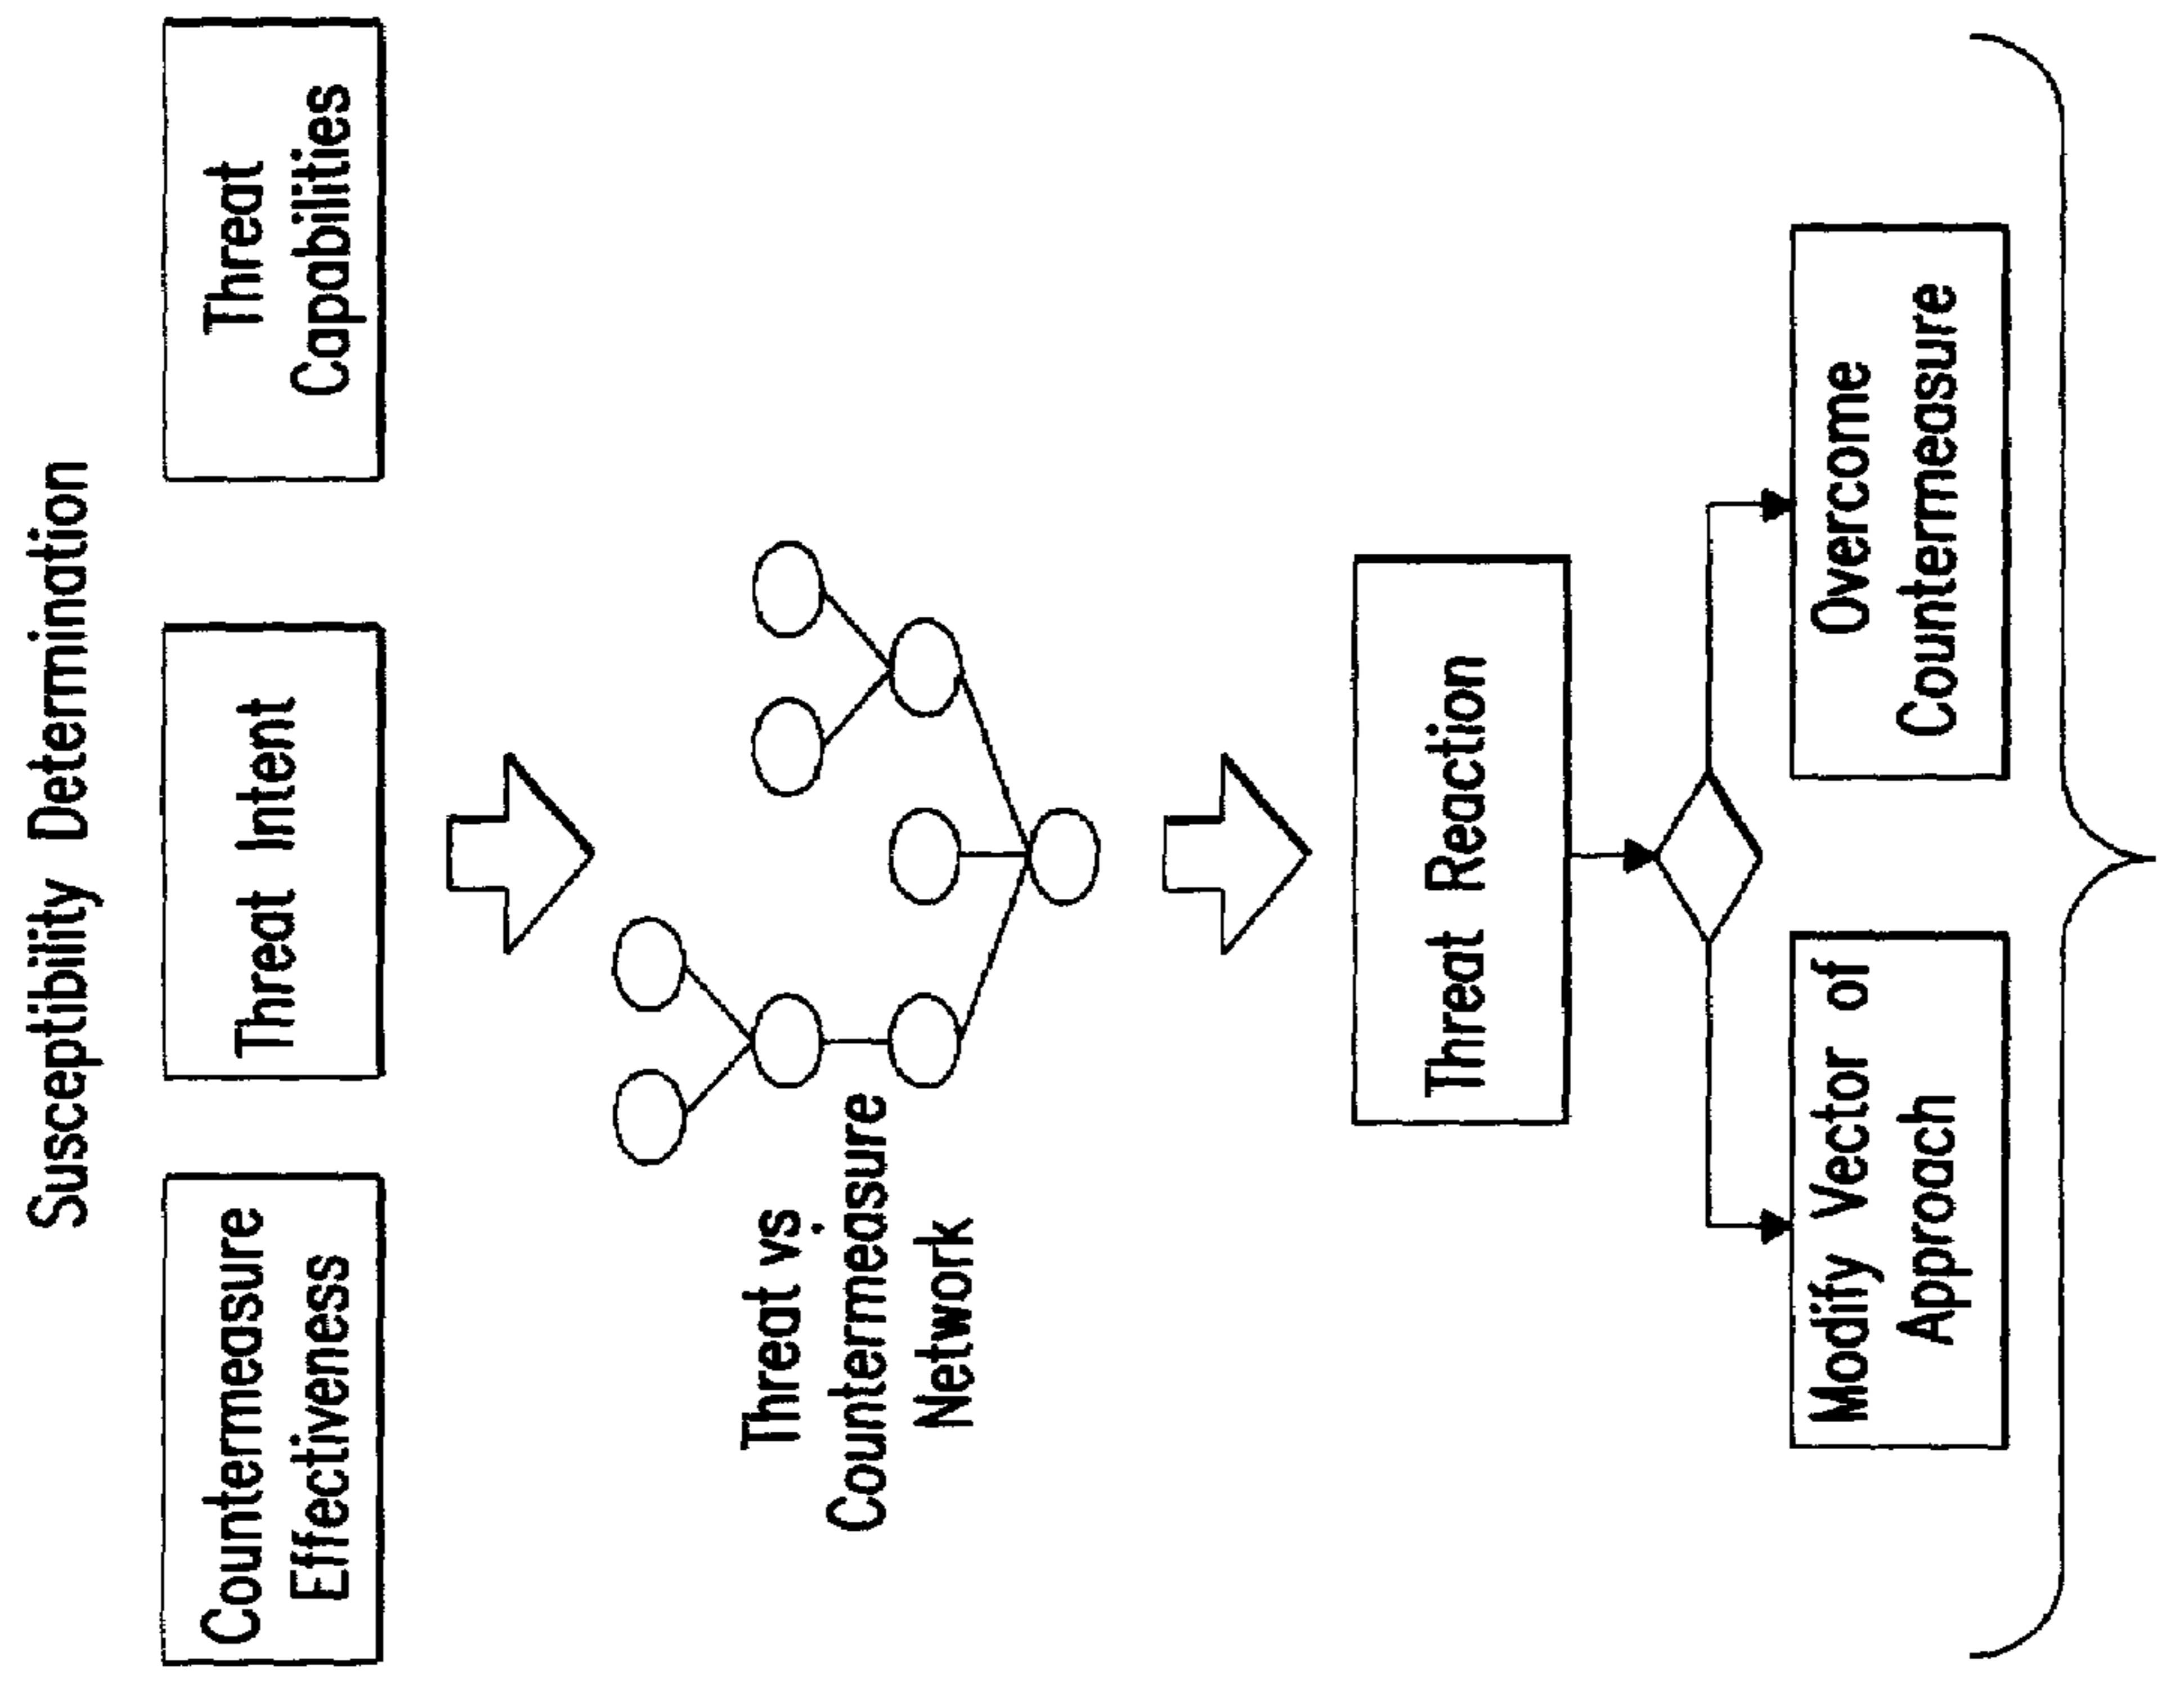 Susceptibility Determination
Countermeasure
Effectiveness
Threat Intent
Threat
Capabilities
Threat vs
Countermeasure
Network
Threat Reaction
Modify Vector of
Approach
Overcome
Countermeasure